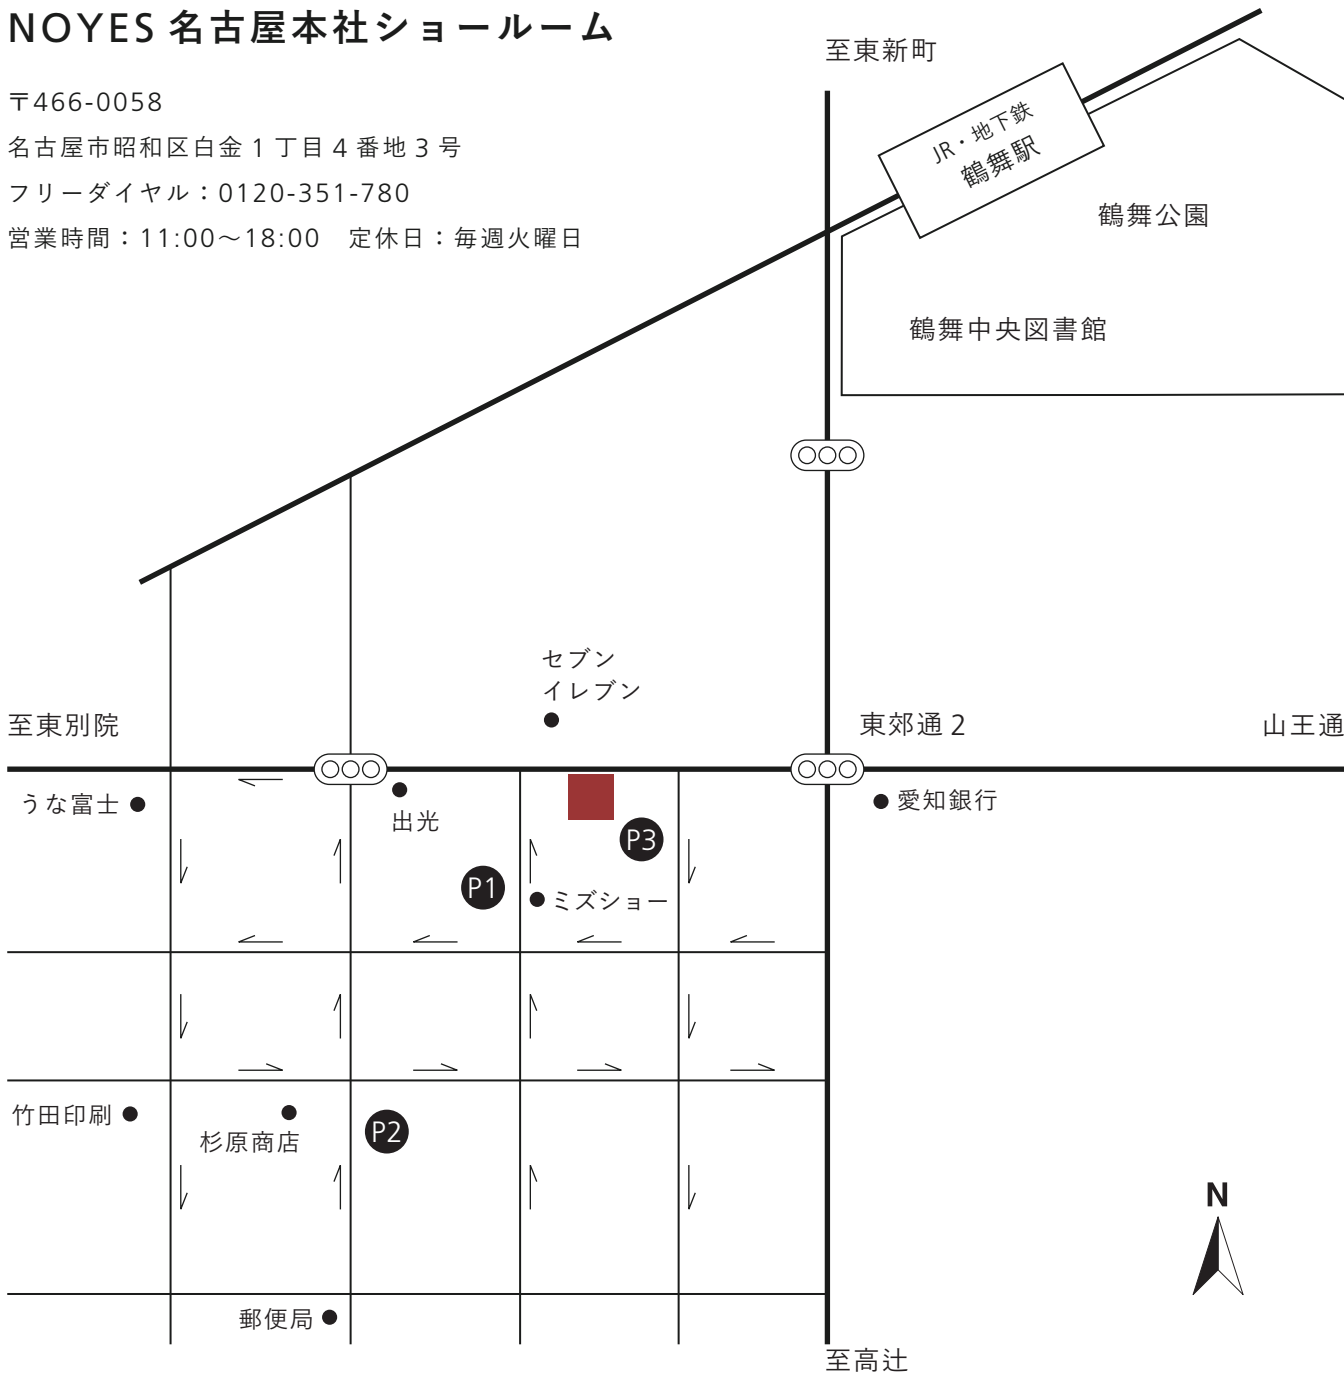 NOYES 名古屋本社ショールーム
〒466-0058
名古屋市昭和区白金 1 丁目 4 番地 3 号
フリーダイヤル：0120-351-780
営業時間：11:00〜18:00　定休日：毎週火曜日
至東新町
JR・地下鉄
鶴舞駅
鶴舞公園
鶴舞中央図書館
セブン
イレブン
至東別院
東郊通 2
山王通
うな富士
出光
愛知銀行
P3
P1
ミズショー
竹田印刷
杉原商店
P2
N
郵便局
至高辻